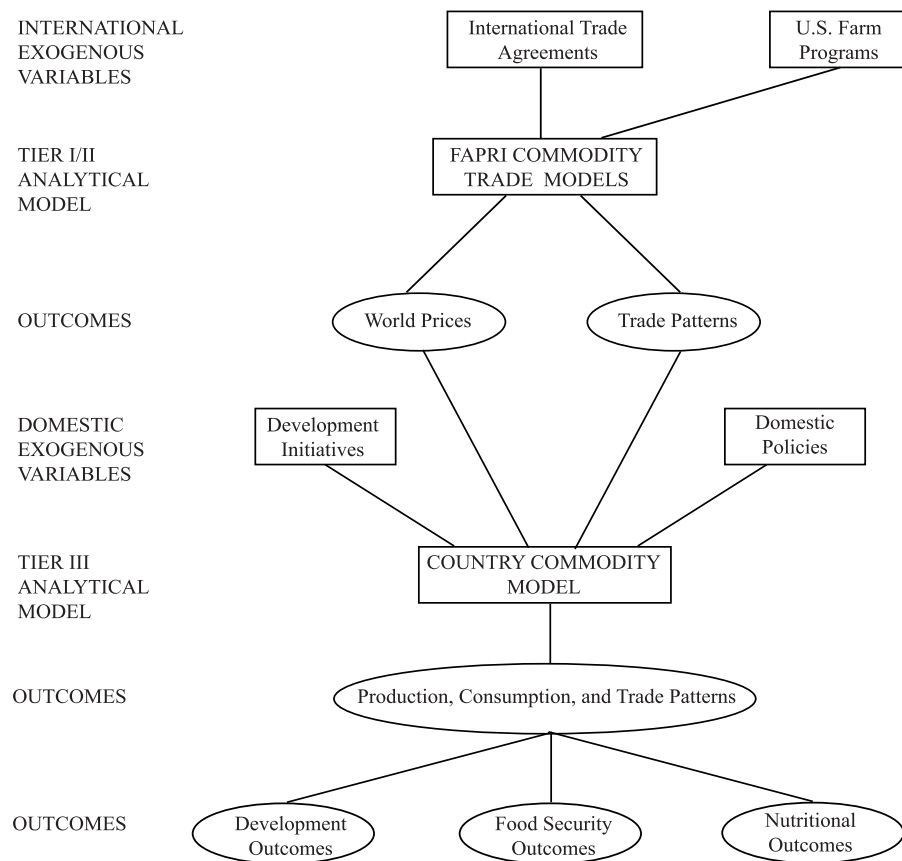 INTERNATIONAL
EXOGENOUS
VARIABLES
International Trade
Agreements
U.S. Farm
Programs
TIER I/II
ANALYTICAL
MODEL
FAPRI COMMODITY
TRADE MODELS
OUTCOMES
World Prices
Trade Patterns
DOMESTIC
EXOGENOUS
VARIABLES
Development
Initiatives
Domestic
Policies
TIER III
ANALYTICAL
MODEL
COUNTRY COMMODITY
MODEL
OUTCOMES
Production, Consumption, and Trade Patterns
OUTCOMES
Development
Outcomes
Food Security
Outcomes
Nutritional
Outcomes